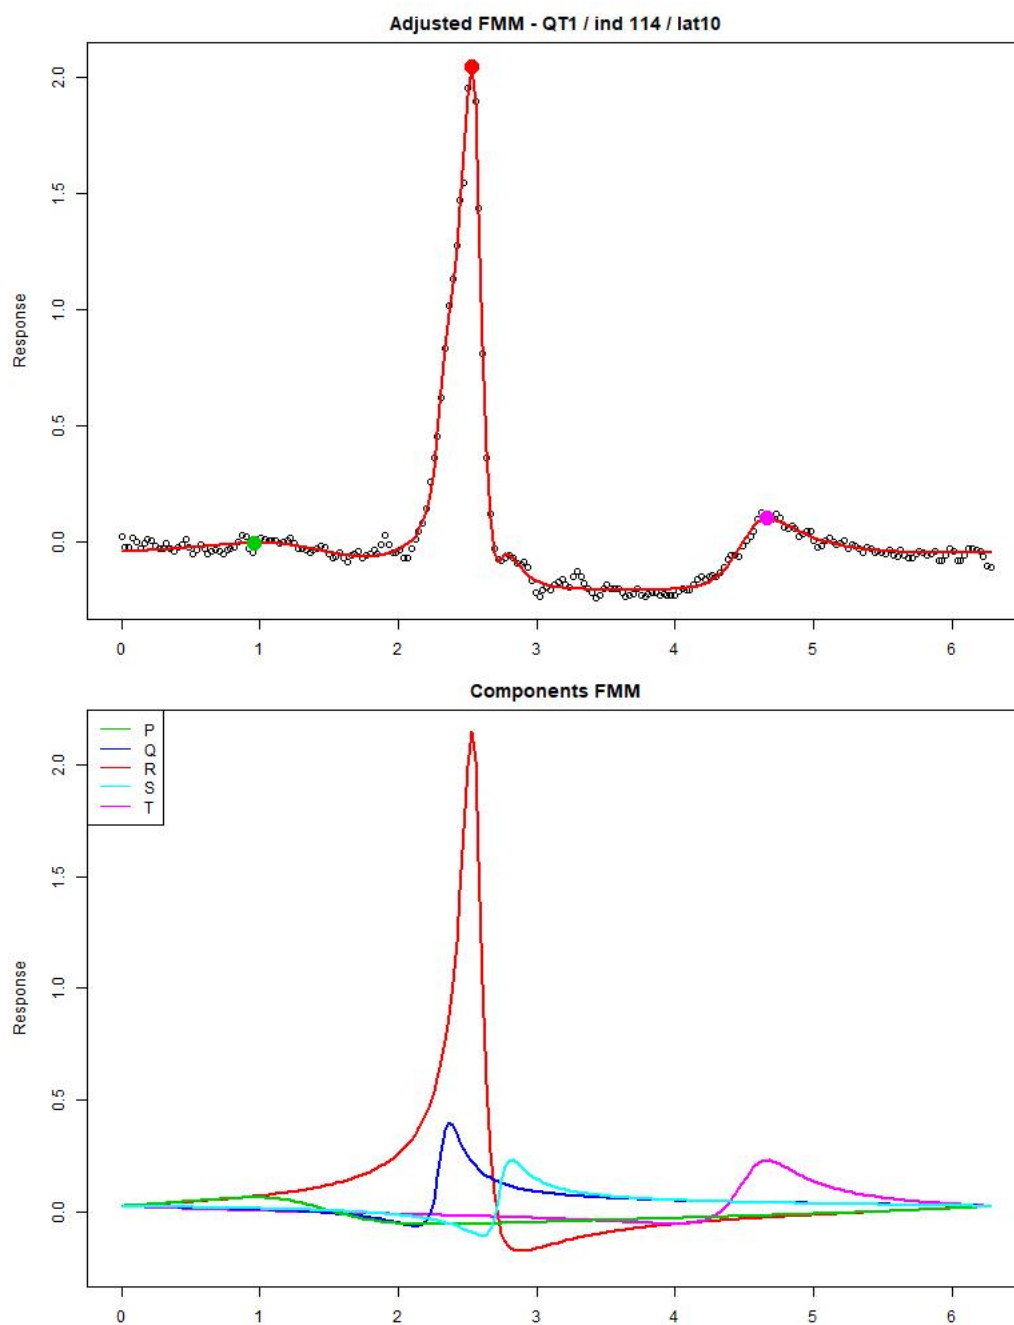 Adjusted FMM - QT1 / ind 114 / lat10
Response
2.0
1.5
1.0
0.5
0.0
0 1 2 3 4 5 6
Components FMM
P
Q
R
S
T
Response
2.0
1.5
1.0
0.5
0.0
0 1 2 3 4 5 6